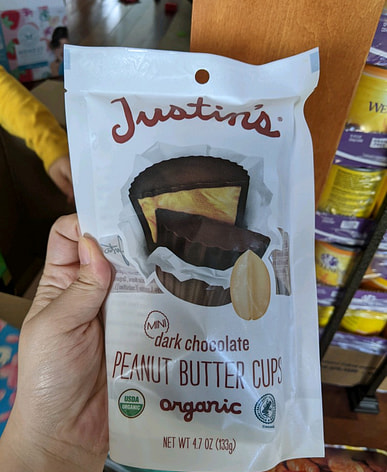 Justin's®
MINI
dark chocolate
PEANUT BUTTER CUPS
organic
USDA
ORGANIC
NET WT 4.7 OZ (133g)